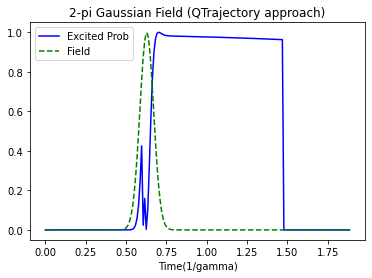 2-pi Gaussian Field (QTrajectory approach)
1.0
0.8
0.6
0.4
0.2
0.0
Excited Prob
Field
0.00 0.25 0.50 0.75 1.00 1.25 1.50 1.75
Time(1/gamma)